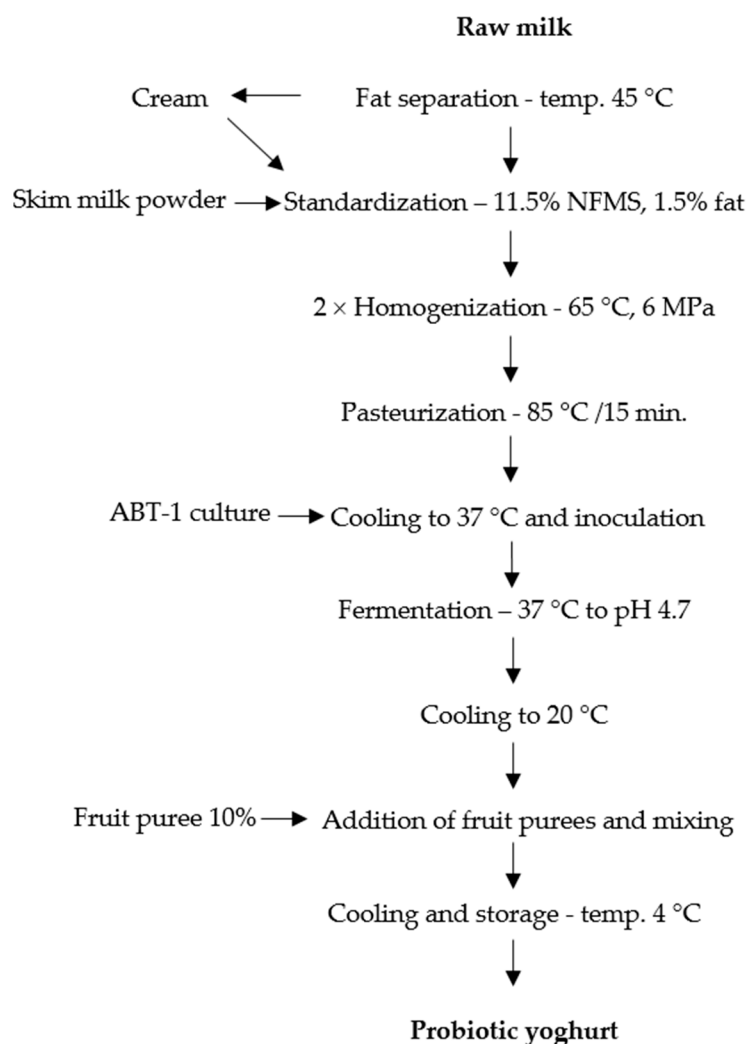 Raw milk
Cream
Fat separation - temp. 45 °C
Skim milk powder
Standardization – 11.5% NFMS, 1.5% fat
2 × Homogenization - 65 °C, 6 MPa
Pasteurization - 85 °C /15 min.
ABT-1 culture
Cooling to 37 °C and inoculation
Fermentation – 37 °C to pH 4.7
Cooling to 20 °C
Fruit puree 10%
Addition of fruit purees and mixing
Cooling and storage - temp. 4 °C
Probiotic yoghurt